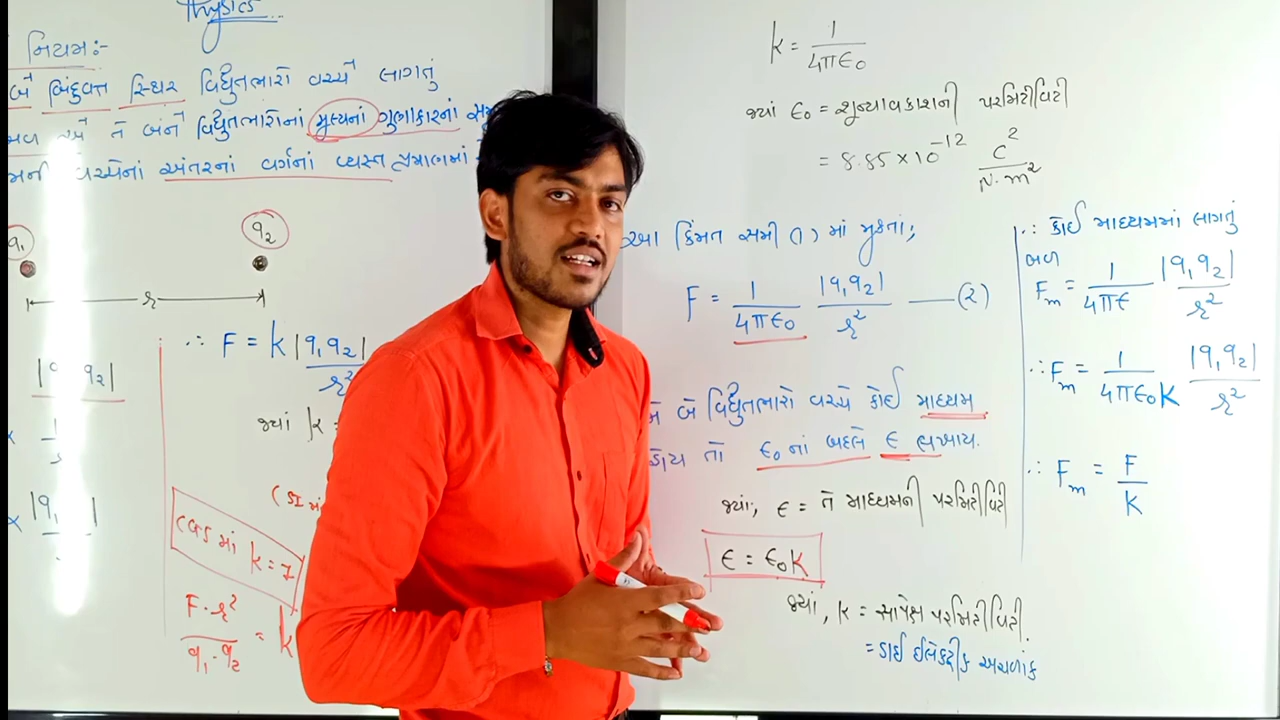 Physics
નિયમ:-
બે બિંદુવત્ત સ્થિર વિદ્યુતભારો વચ્ચે લાગતું
બળ તે બંને વિદ્યુતભારોનાં મૂલ્યનાં ગુણાકારનાં
વચ્ચેનાં અંતરનાં વર્ગનાં વ્યસ્ત પ્રમાણમાં
q₁ q₂
r
∴ F = k |q₁q₂| / r²
જ્યાં k =
(SI માં
CGS માં k = 1
F·r² / q₁·q₂ = k
k = 1 / 4πε₀
જ્યાં ε₀ = શૂન્યાવકાશની પરમિટીવિટી
= 8.85 × 10⁻¹² C² / N·m²
આ કિંમત સમી (1) માં મુકતાં;
F = 1 / 4πε₀ |q₁q₂| / r² —— (2)
બે વિદ્યુતભારો વચ્ચે કોઈ માધ્યમ
હોય તો ε₀ નાં બદલે ε લખાય.
જ્યાં, ε = તે માધ્યમની પરમિટીવિટી
ε = ε₀K
જ્યાં, k = સાપેક્ષ પરમિટીવિટી.
= ડાઈ ઈલેક્ટ્રીક અચળાંક
∴ કોઈ માધ્યમમાં લાગતું
બળ
Fm = 1 / 4πε |q₁q₂| / r²
∴ Fm = 1 / 4πε₀K |q₁q₂| / r²
∴ Fm = F / K